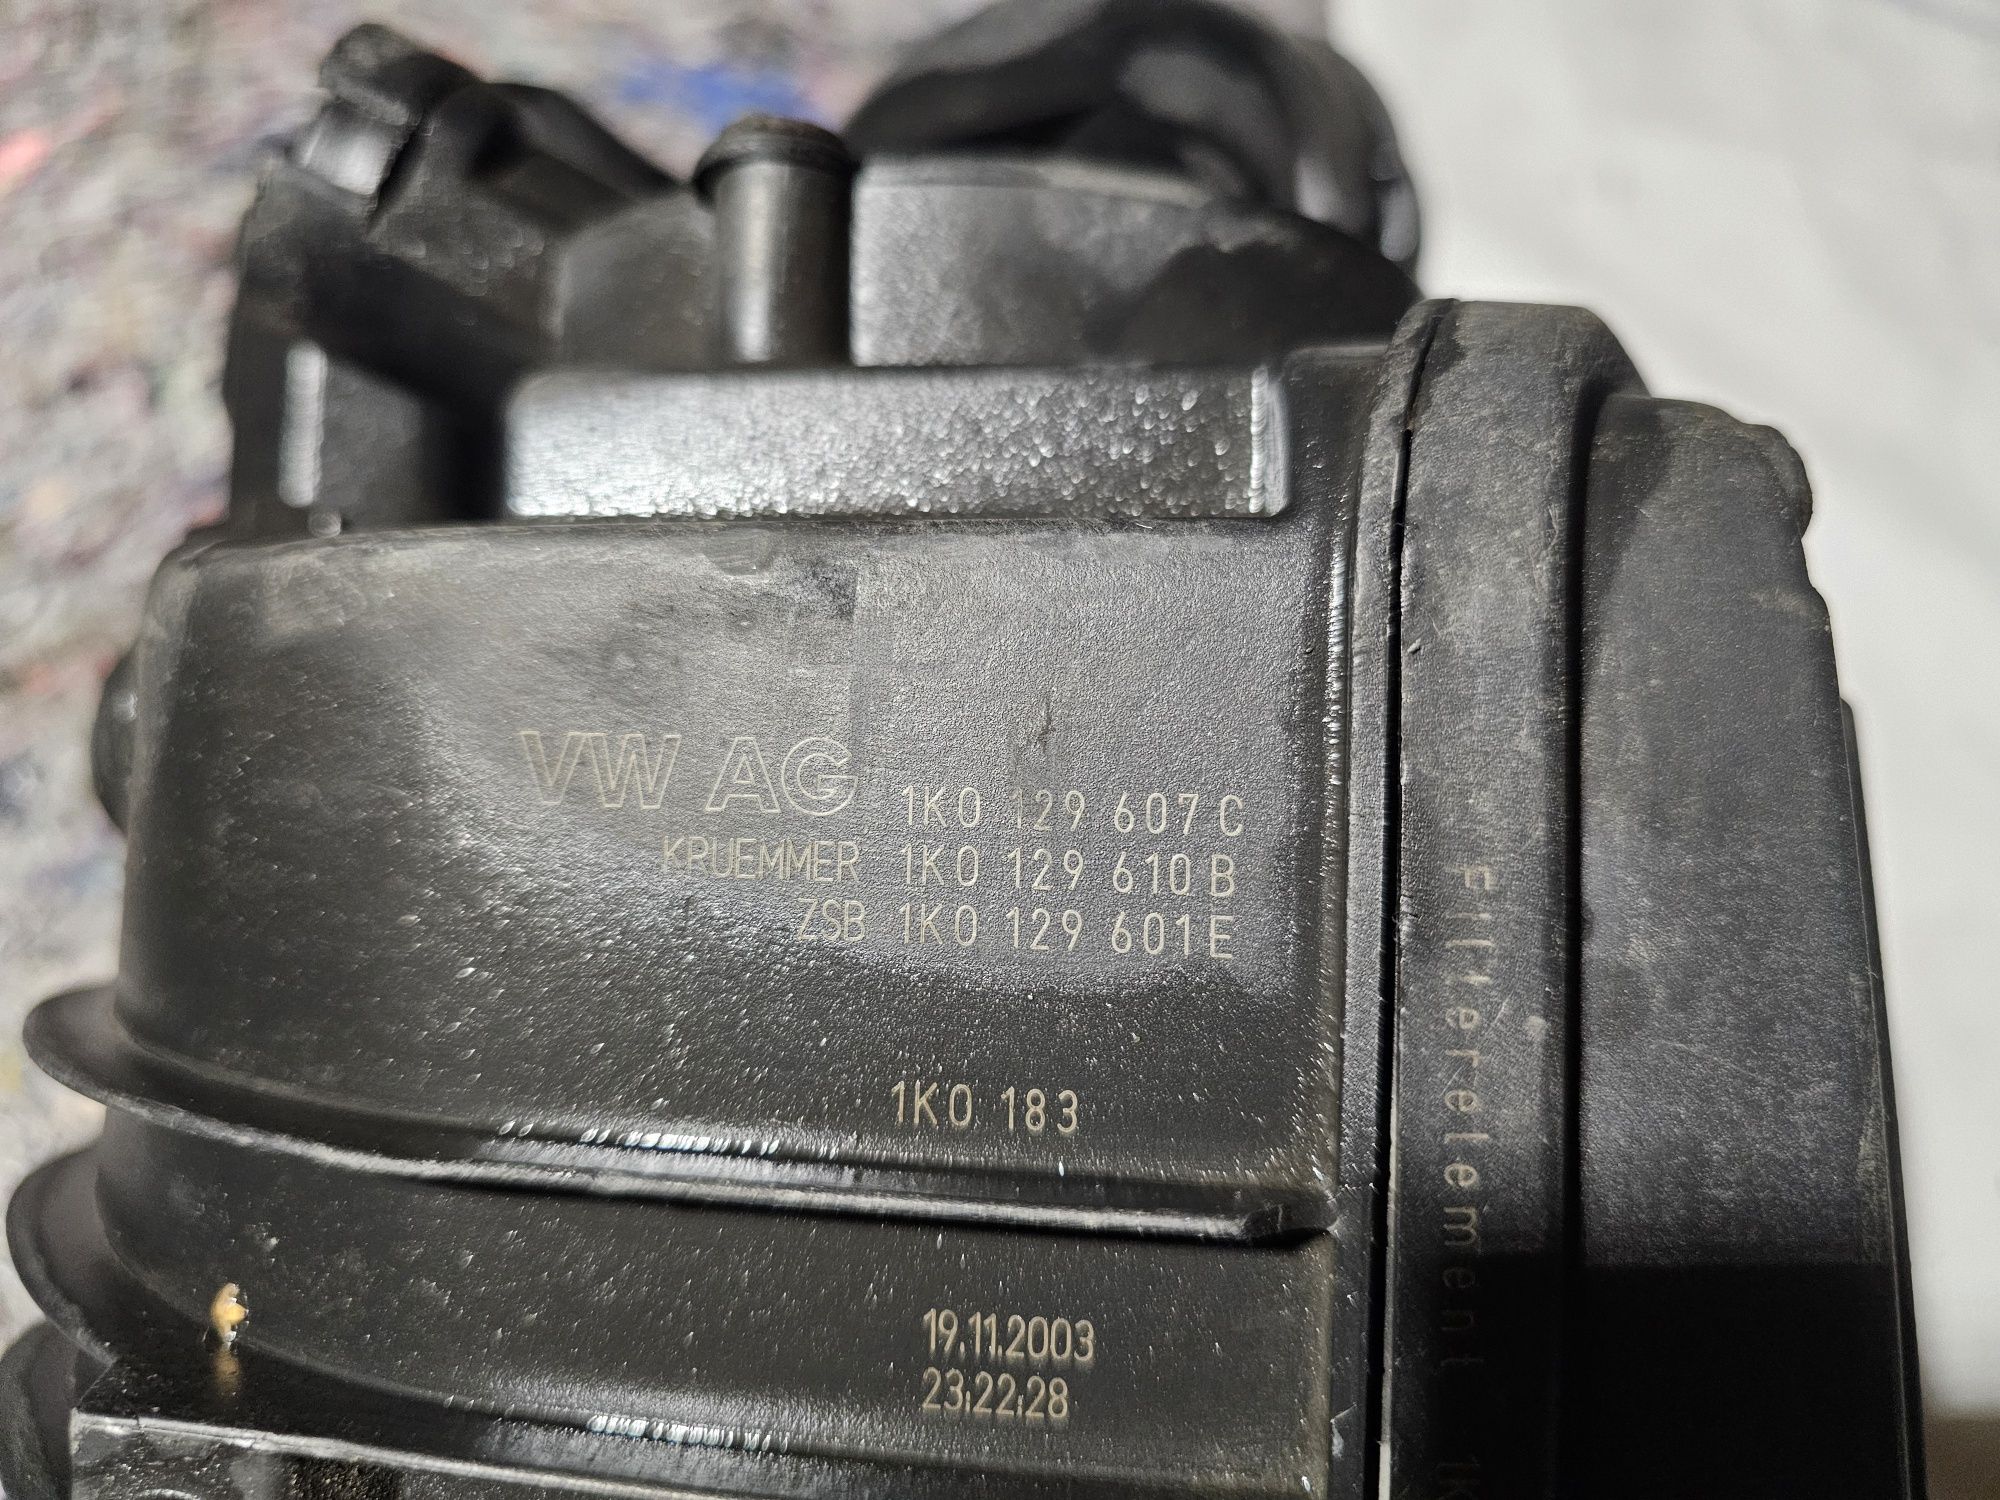 VW AG 1K0 129 607 C
KRUEMMER 1K0 129 610 B
ZSB 1K0 129 601 E
1K0 183
19.11.2003
23:22:28
Filterelement 1K